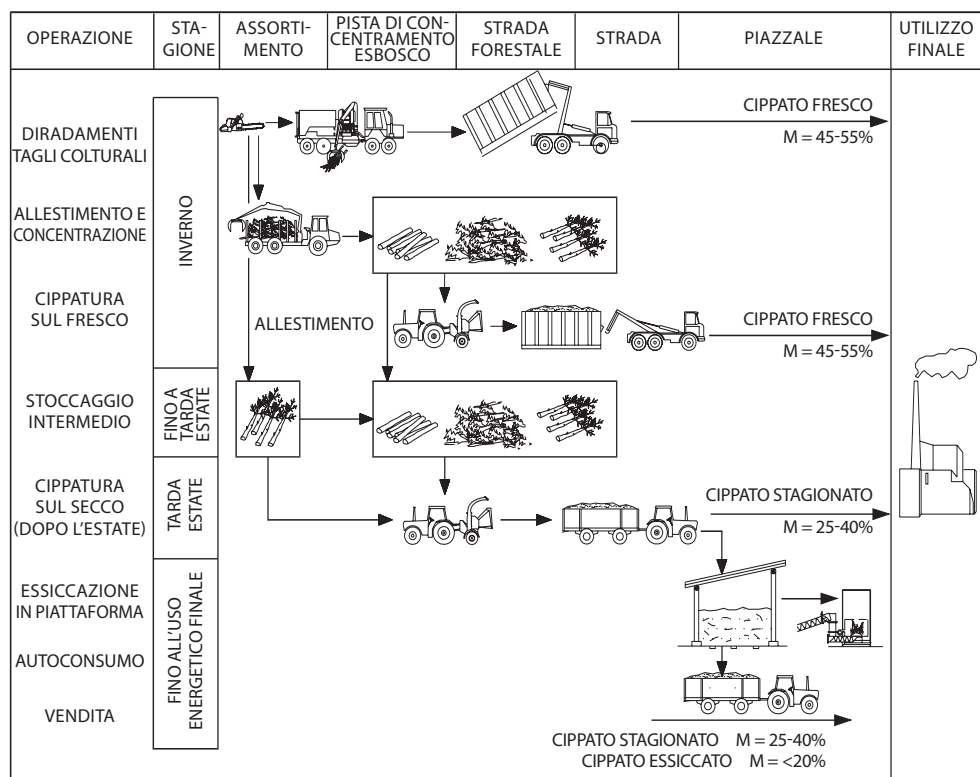 OPERAZIONE
STA-
GIONE
ASSORTI-
MENTO
PISTA DI CON-
CENTRAMENTO
ESBOSCO
STRADA
FORESTALE
STRADA
PIAZZALE
UTILIZZO
FINALE
DIRADAMENTI
TAGLI COLTURALI
INVERNO
CIPPATO FRESCO
M = 45-55%
ALLESTIMENTO E
CONCENTRAZIONE
CIPPATURA
SUL FRESCO
ALLESTIMENTO
CIPPATO FRESCO
M = 45-55%
STOCCAGGIO
INTERMEDIO
FINO A
TARDA
ESTATE
CIPPATURA
SUL SECCO
(DOPO L'ESTATE)
TARDA
ESTATE
CIPPATO STAGIONATO
M = 25-40%
ESSICCAZIONE
IN PIATTAFORMA
FINO ALL'USO
ENERGETICO FINALE
AUTOCONSUMO
VENDITA
CIPPATO STAGIONATO M = 25-40%
CIPPATO ESSICCATO M = <20%